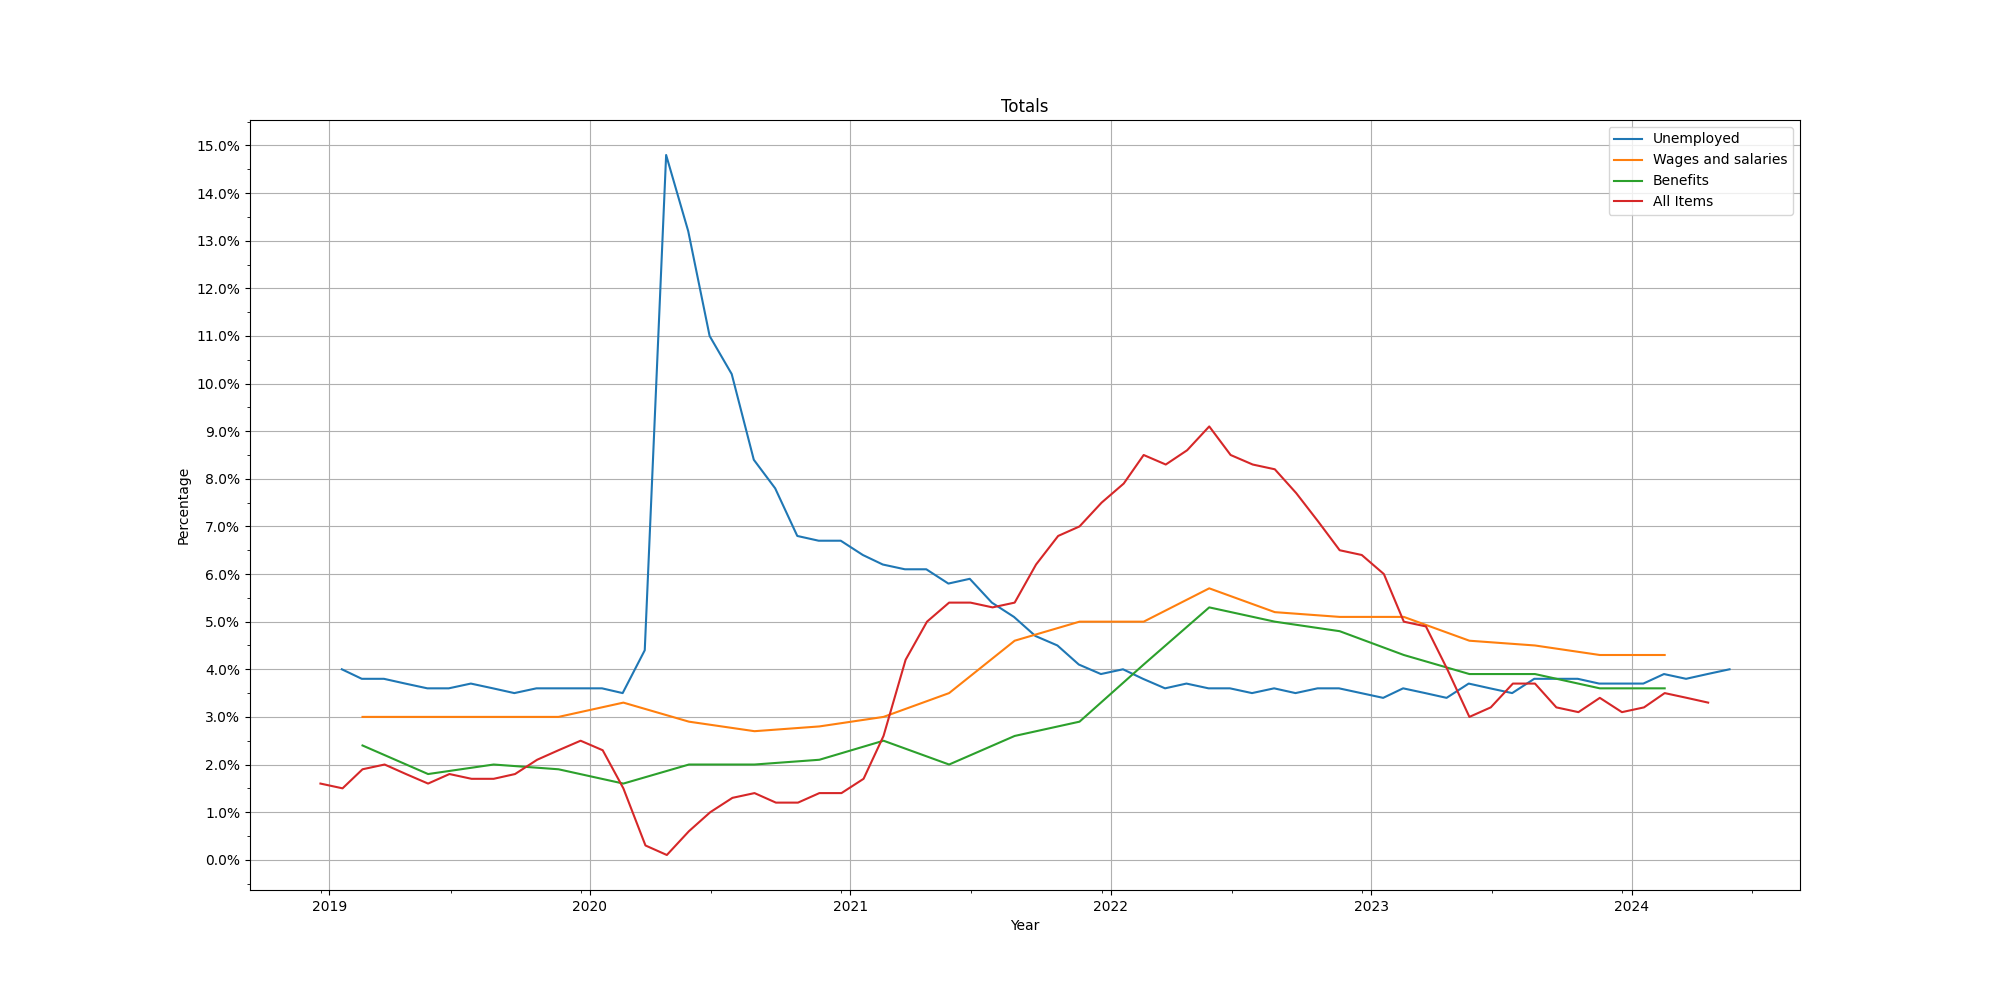 Totals
Unemployed
Wages and salaries
Benefits
All Items
15.0%
14.0%
13.0%
12.0%
11.0%
10.0%
9.0%
8.0%
7.0%
6.0%
5.0%
4.0%
3.0%
2.0%
1.0%
0.0%
Percentage
2019 2020 2021 2022 2023 2024
Year